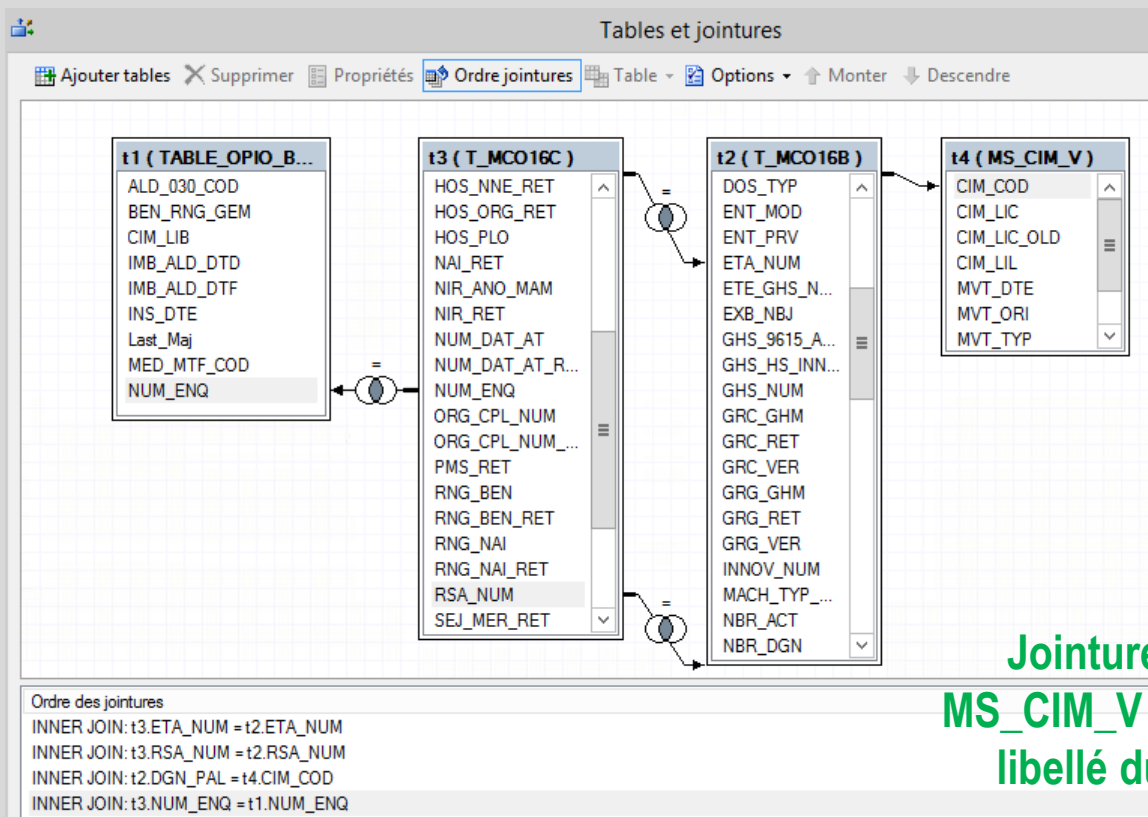 Tables et jointures
Ajouter tables Supprimer Propriétés Ordre jointures Table Options Monter Descendre
t1 ( TABLE_OPIO_B...
ALD_030_COD
BEN_RNG_GEM
CIM_LIB
IMB_ALD_DTD
IMB_ALD_DTF
INS_DTE
Last_Maj
MED_MTF_COD
NUM_ENQ
=
t3 ( T_MCO16C )
HOS_NNE_RET
HOS_ORG_RET
HOS_PLO
NAI_RET
NIR_ANO_MAM
NIR_RET
NUM_DAT_AT
NUM_DAT_AT_R...
NUM_ENQ
ORG_CPL_NUM
ORG_CPL_NUM_...
PMS_RET
RNG_BEN
RNG_BEN_RET
RNG_NAI
RNG_NAI_RET
RSA_NUM
SEJ_MER_RET
=
=
t2 ( T_MCO16B )
DOS_TYP
ENT_MOD
ENT_PRV
ETA_NUM
ETE_GHS_N...
EXB_NBJ
GHS_9615_A...
GHS_HS_INN...
GHS_NUM
GRC_GHM
GRC_RET
GRC_VER
GRG_GHM
GRG_RET
GRG_VER
INNOV_NUM
MACH_TYP_...
NBR_ACT
NBR_DGN
t4 ( MS_CIM_V )
CIM_COD
CIM_LIC
CIM_LIC_OLD
CIM_LIL
MVT_DTE
MVT_ORI
MVT_TYP
Jointure
MS_CIM_V
libellé du
Ordre des jointures
INNER JOIN: t3.ETA_NUM = t2.ETA_NUM
INNER JOIN: t3.RSA_NUM = t2.RSA_NUM
INNER JOIN: t2.DGN_PAL = t4.CIM_COD
INNER JOIN: t3.NUM_ENQ = t1.NUM_ENQ